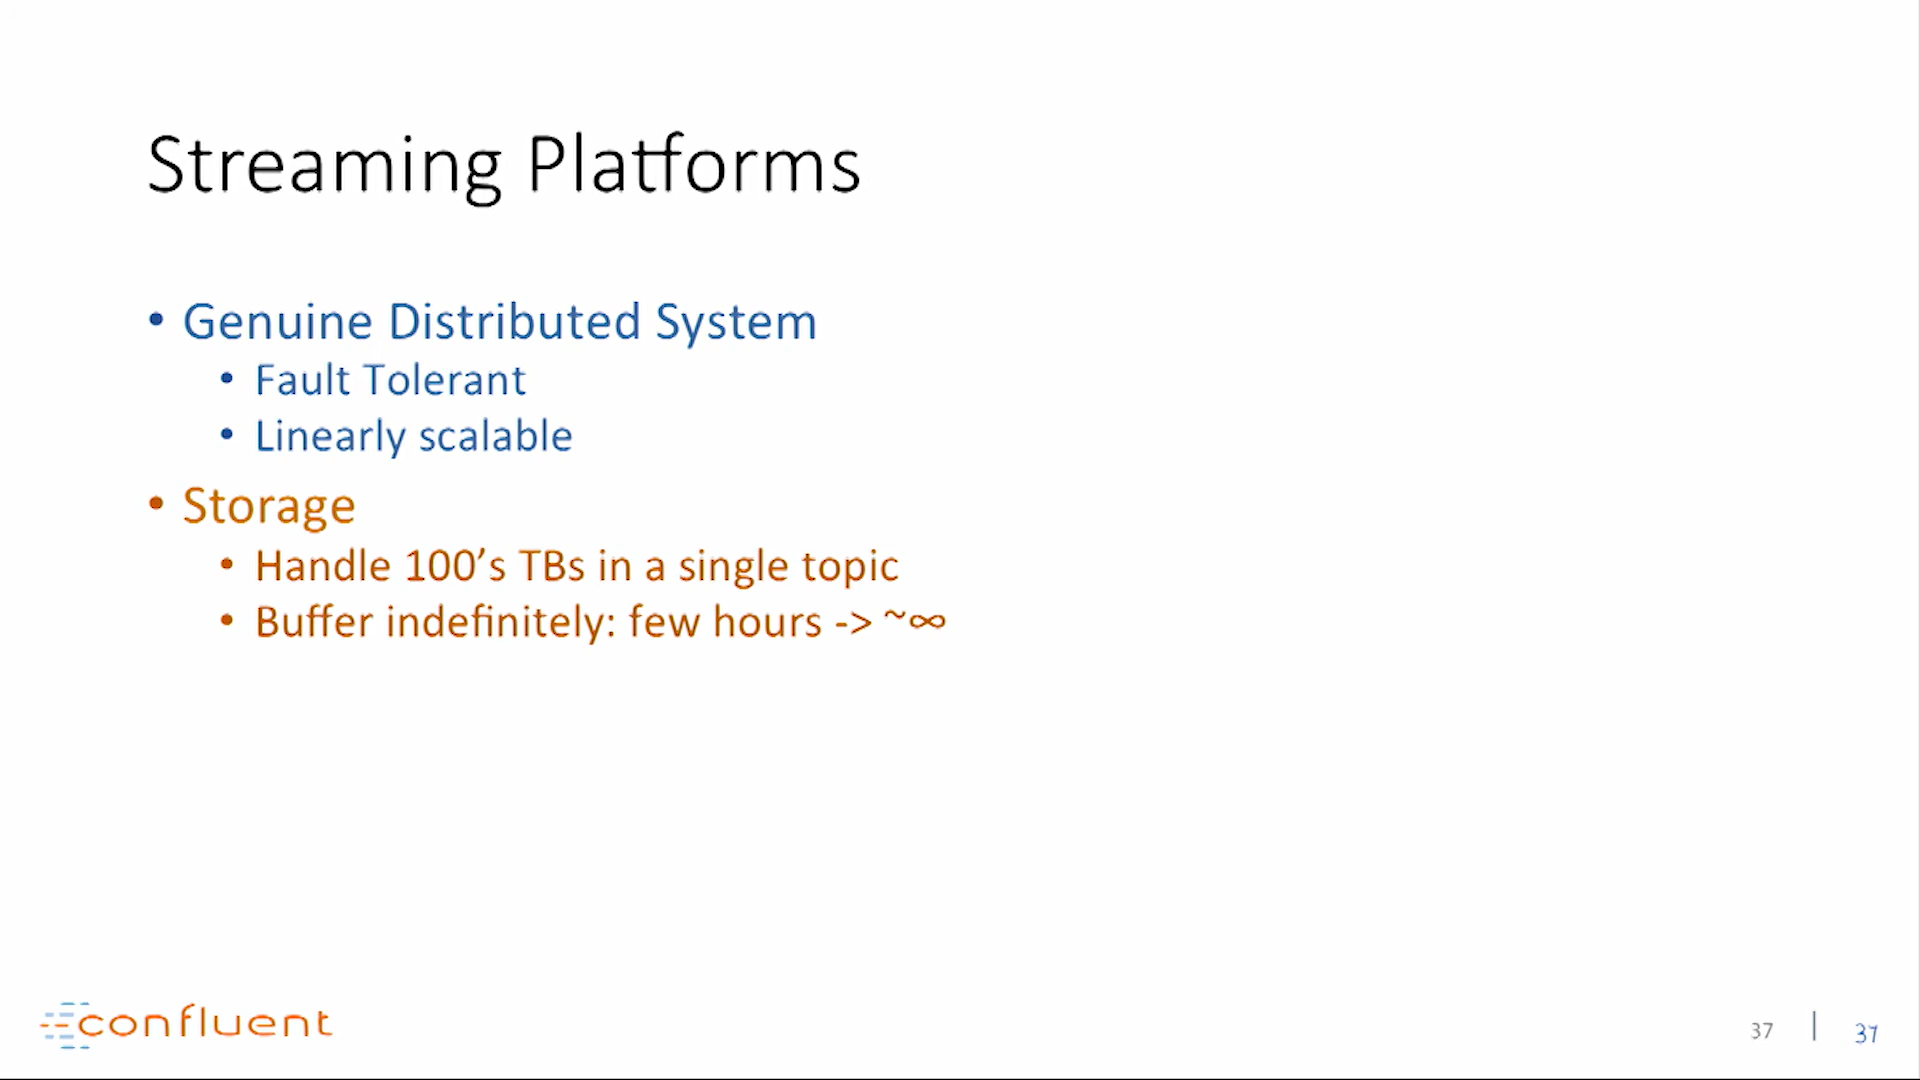 Streaming Platforms
• Genuine Distributed System
• Fault Tolerant
• Linearly scalable
• Storage
• Handle 100’s TBs in a single topic
• Buffer indefinitely: few hours -> ~∞
confluent
37 | 37